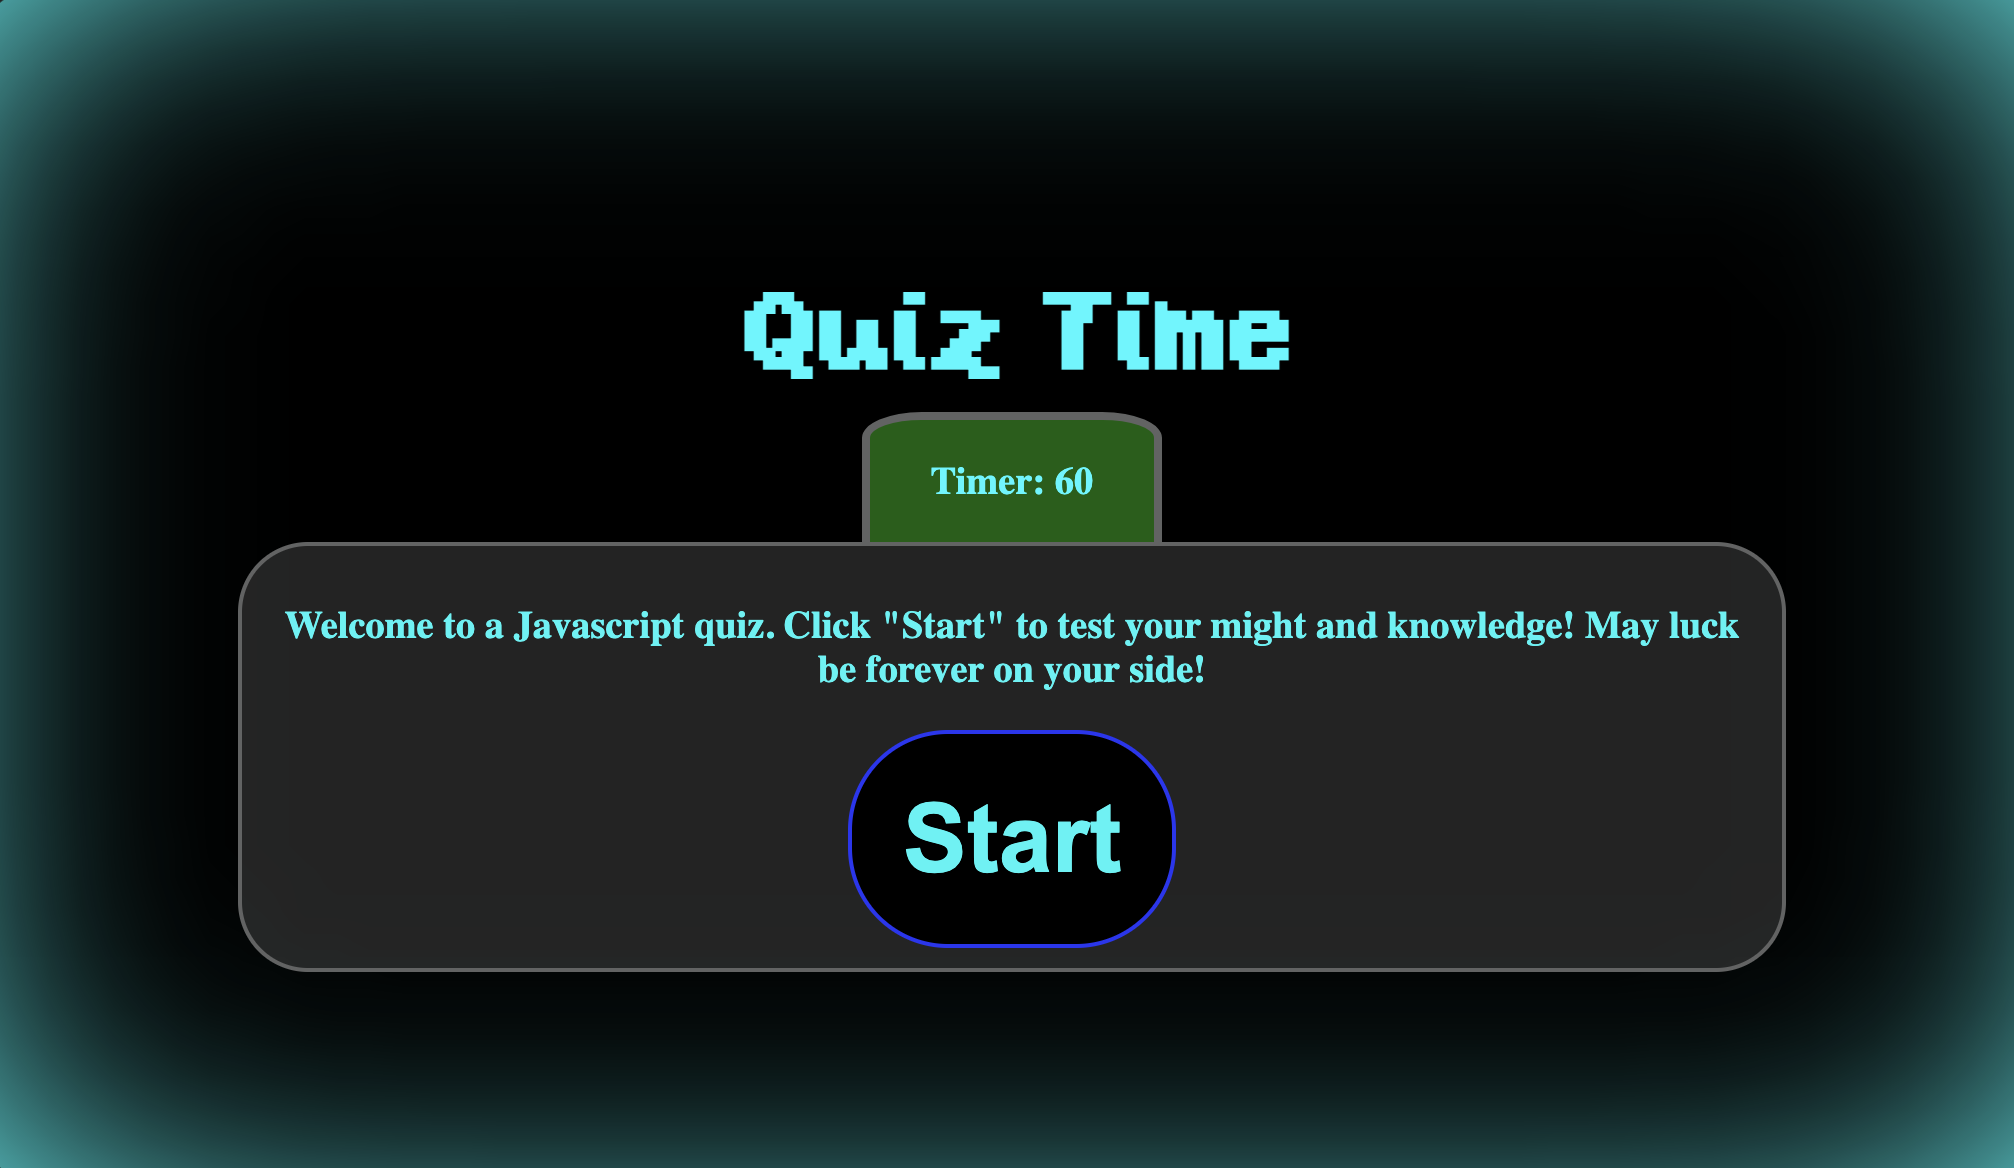 Quiz Time
Timer: 60
Welcome to a Javascript quiz. Click "Start" to test your might and knowledge! May luck
be forever on your side!
Start